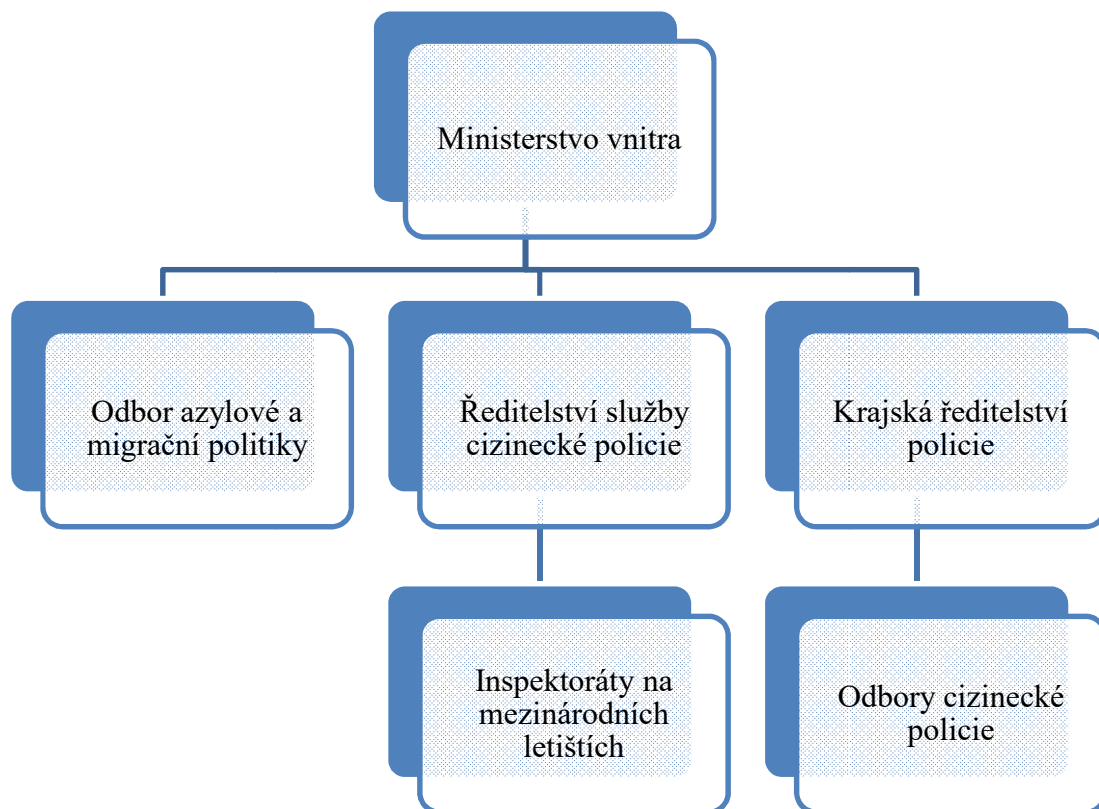 Ministerstvo vnitra
Odbor azylové a
migrační politiky
Ředitelství služby
cizinecké policie
Krajská ředitelství
policie
Inspektoráty na
mezinárodních
letištích
Odbory cizinecké
policie